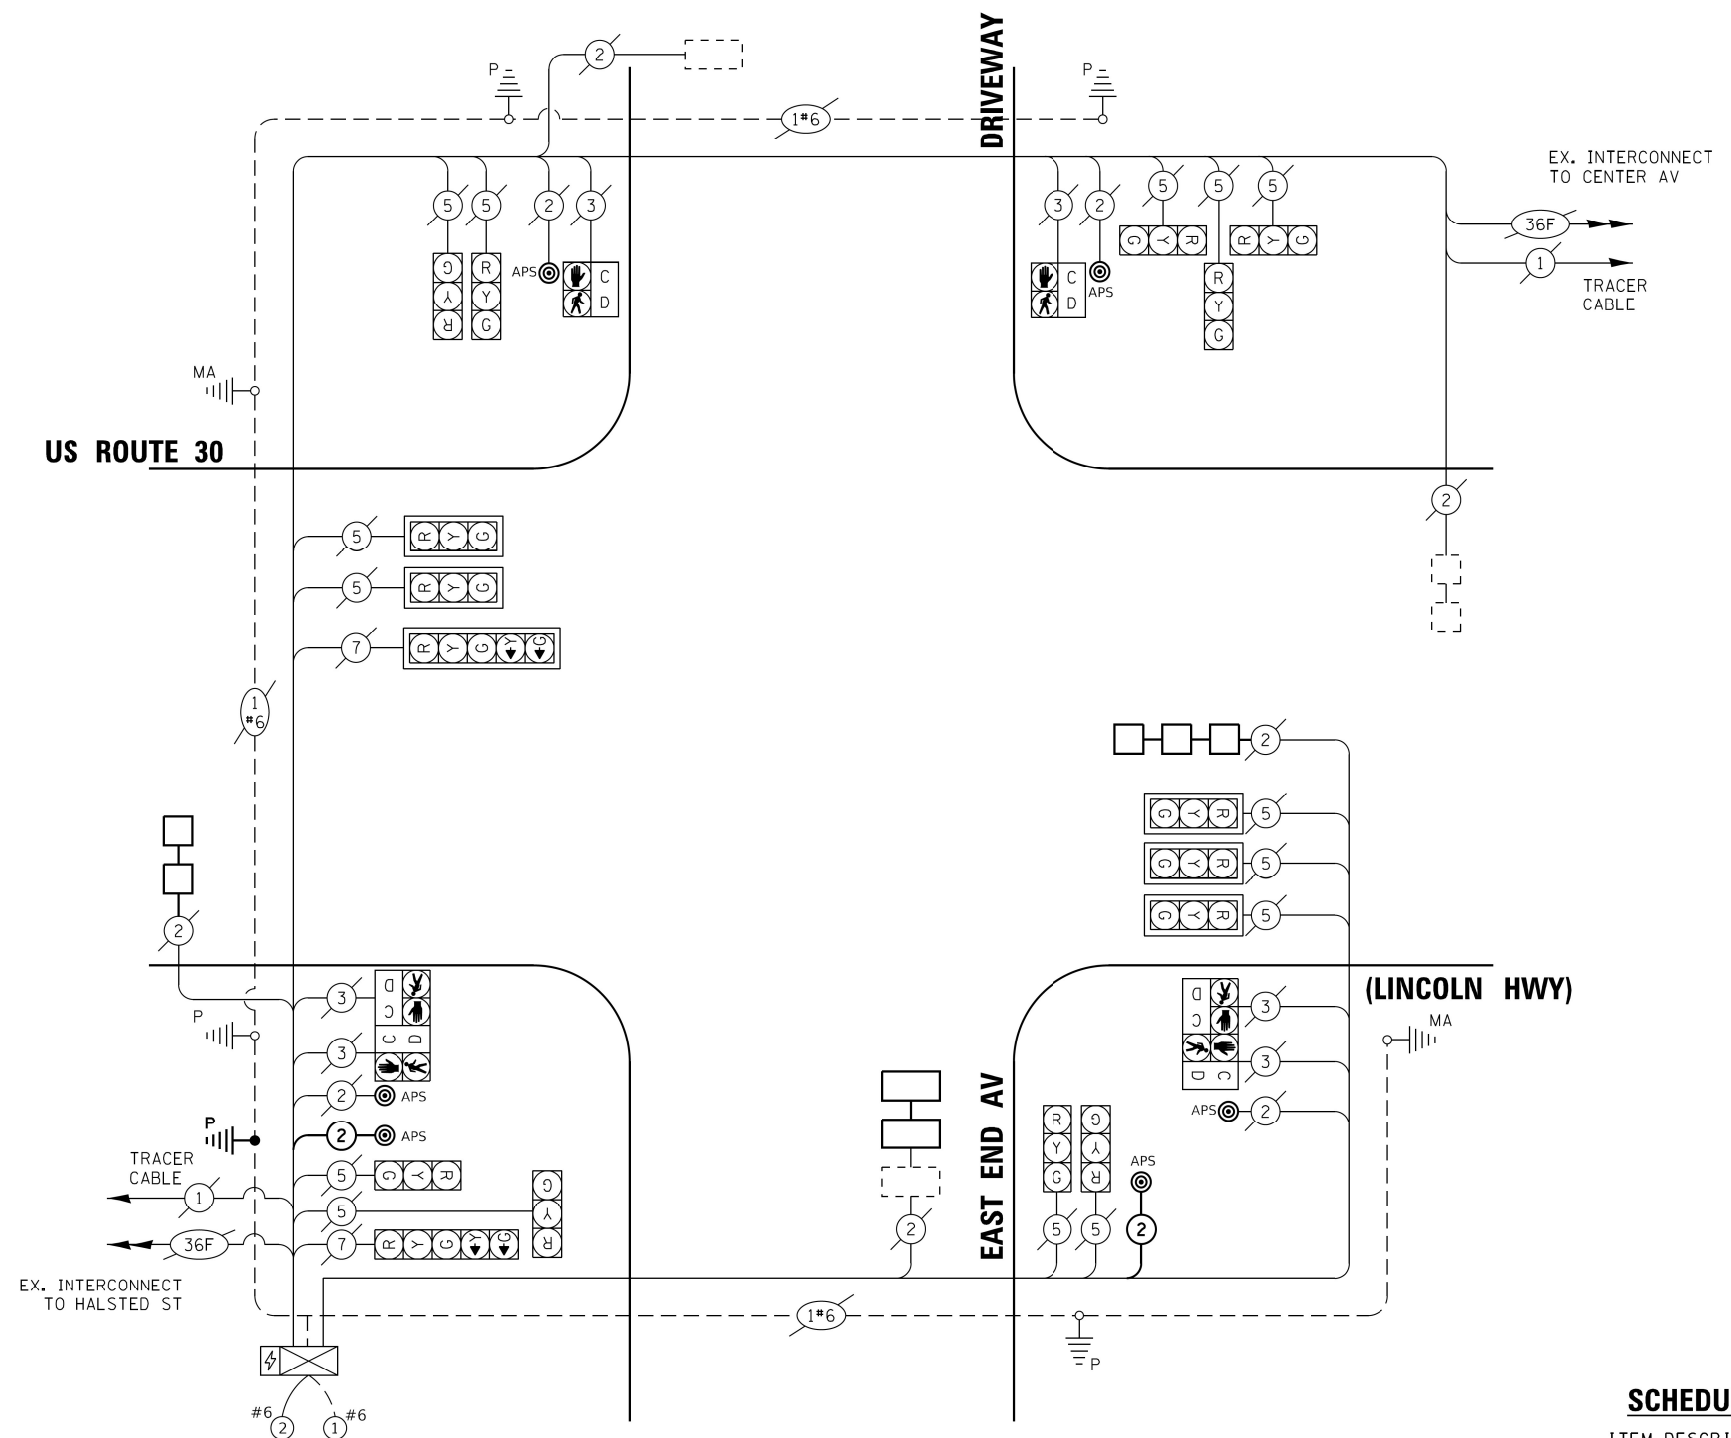 2
DRIVEWAY
P
P
1#6
EX. INTERCONNECT
TO CENTER AV
5
5
2
3
3
2
5
5
5
36F
1
TRACER
CABLE
G Y R
R Y G
G
Y
R
R
Y
G
APS
C
D
C
D
APS
R
Y
G
MA
US ROUTE 30
2
5
R Y G
5
R Y G
7
R Y G Y G
1
#6
2
G Y R
5
G Y R
5
G Y R
5
2
(LINCOLN HWY)
MA
P
3
D
C
3
C D
2
APS
P
2
APS
TRACER
CABLE
1
5
G Y R
5
G
Y
R
36F
7
R Y G Y G
EX. INTERCONNECT
TO HALSTED ST
D
C
3
3
D C
APS
2
EAST END AV
R
Y
G
G
Y
R
APS
2
5
5
2
1#6
P
#6
2
1
#6
SCHEDU
ITEM DESCRI